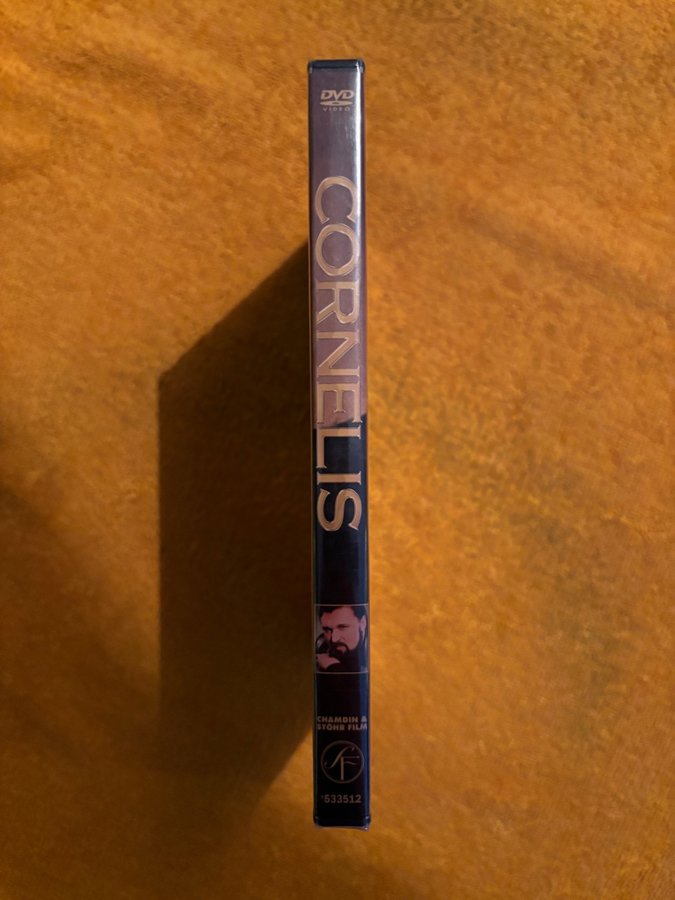 DVD
VIDEO
CORNELIS
CHAMDIN &
STÖHR FILM
SF
533512